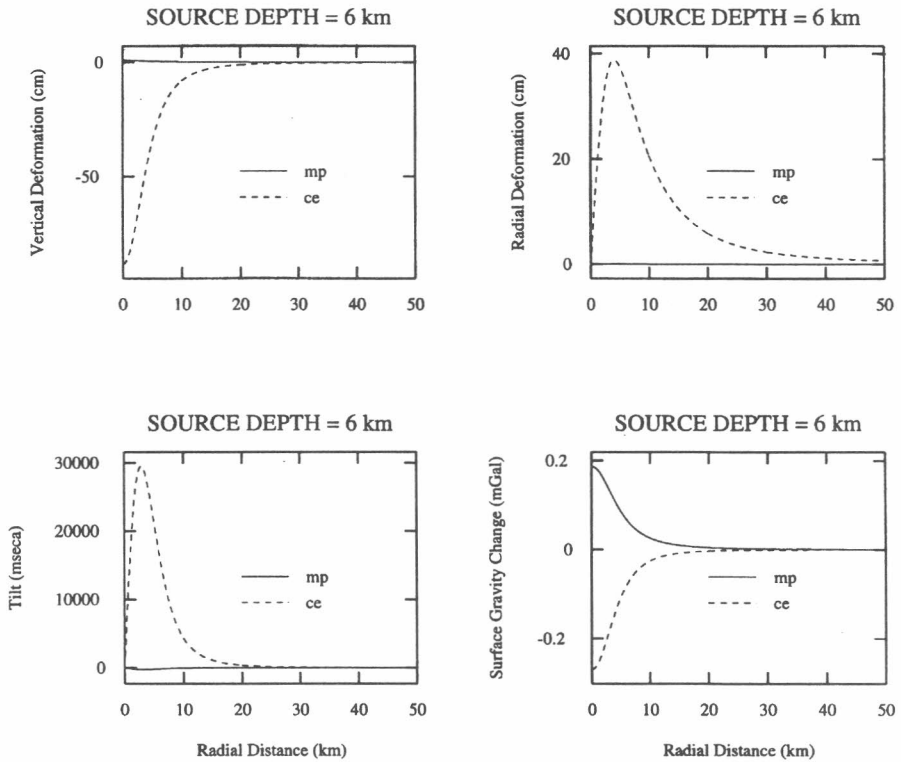 SOURCE DEPTH = 6 km
Vertical Deformation (cm)
0
-50
mp
ce
0 10 20 30 40 50
SOURCE DEPTH = 6 km
Radial Deformation (cm)
40
20
0
mp
ce
0 10 20 30 40 50
SOURCE DEPTH = 6 km
Tilt (mseca)
30000
20000
10000
0
mp
ce
0 10 20 30 40 50
Radial Distance (km)
SOURCE DEPTH = 6 km
Surface Gravity Change (mGal)
0.2
0
-0.2
mp
ce
0 10 20 30 40 50
Radial Distance (km)